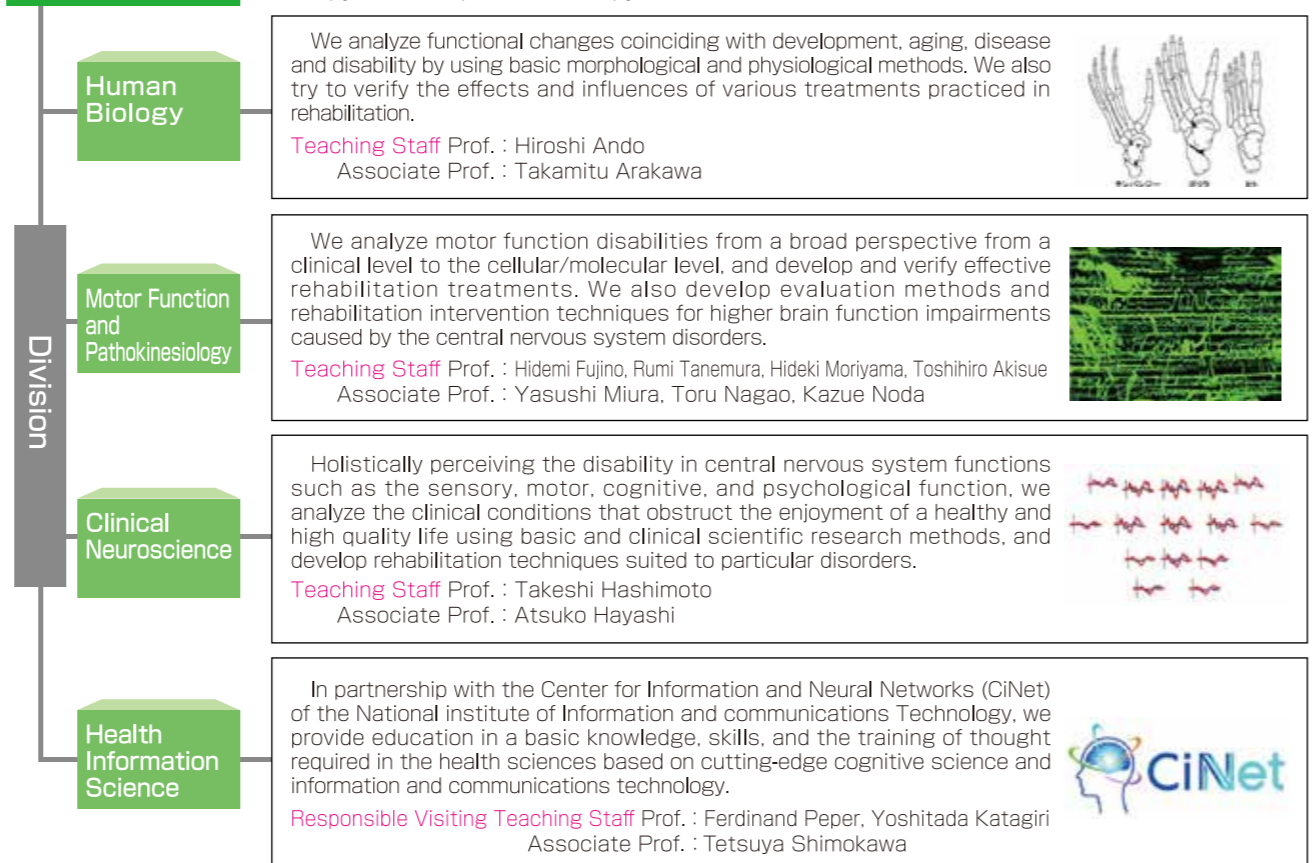 Division
Human
Biology
We analyze functional changes coinciding with development, aging, disease
and disability by using basic morphological and physiological methods. We also
try to verify the effects and influences of various treatments practiced in
rehabilitation.
Teaching Staff Prof.：Hiroshi Ando
Associate Prof.：Takamitu Arakawa
Motor Function
and
Pathokinesiology
We analyze motor function disabilities from a broad perspective from a
clinical level to the cellular/molecular level, and develop and verify effective
rehabilitation treatments. We also develop evaluation methods and
rehabilitation intervention techniques for higher brain function impairments
caused by the central nervous system disorders.
Teaching Staff Prof.：Hidemi Fujino, Rumi Tanemura, Hideki Moriyama, Toshihiro Akisue
Associate Prof.：Yasushi Miura, Toru Nagao, Kazue Noda
Clinical
Neuroscience
Holistically perceiving the disability in central nervous system functions
such as the sensory, motor, cognitive, and psychological function, we
analyze the clinical conditions that obstruct the enjoyment of a healthy and
high quality life using basic and clinical scientific research methods, and
develop rehabilitation techniques suited to particular disorders.
Teaching Staff Prof.：Takeshi Hashimoto
Associate Prof.：Atsuko Hayashi
Health
Information
Science
In partnership with the Center for Information and Neural Networks (CiNet)
of the National institute of Information and communications Technology, we
provide education in a basic knowledge, skills, and the training of thought
required in the health sciences based on cutting-edge cognitive science and
information and communications technology.
Responsible Visiting Teaching Staff Prof.：Ferdinand Peper, Yoshitada Katagiri
Associate Prof.：Tetsuya Shimokawa
CiNet